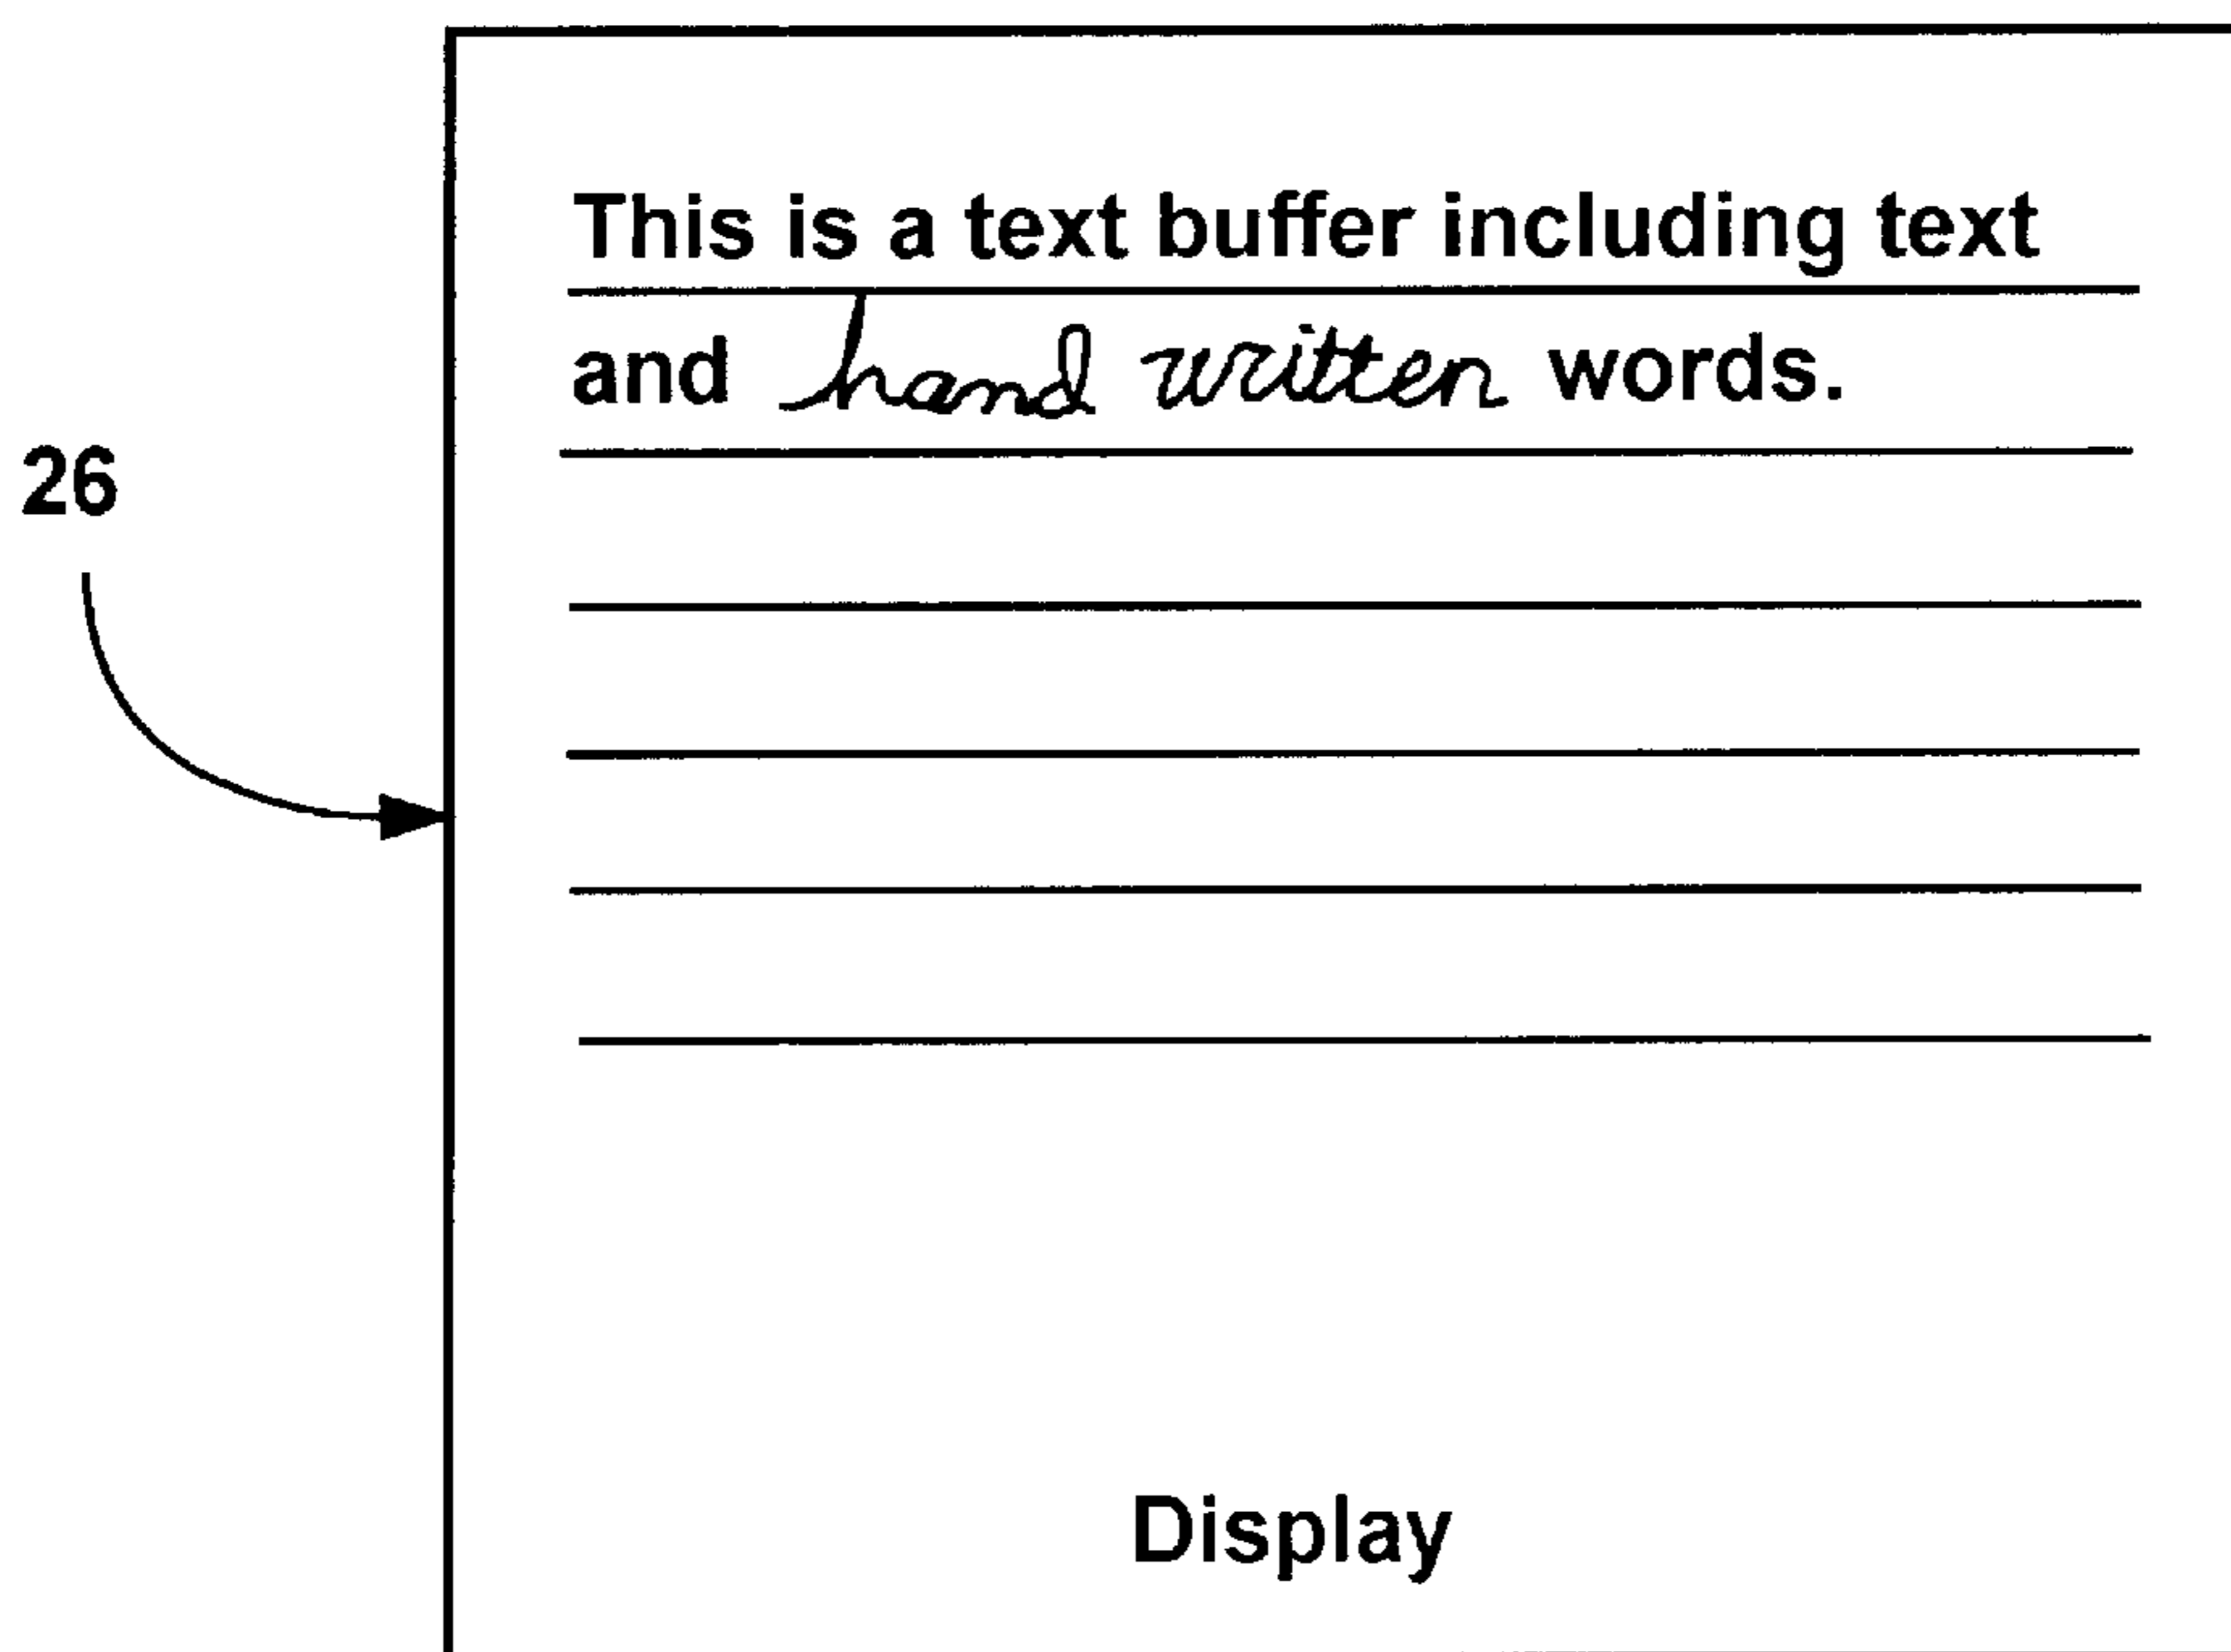 This is a text buffer including text
and hand written words.
26
Display